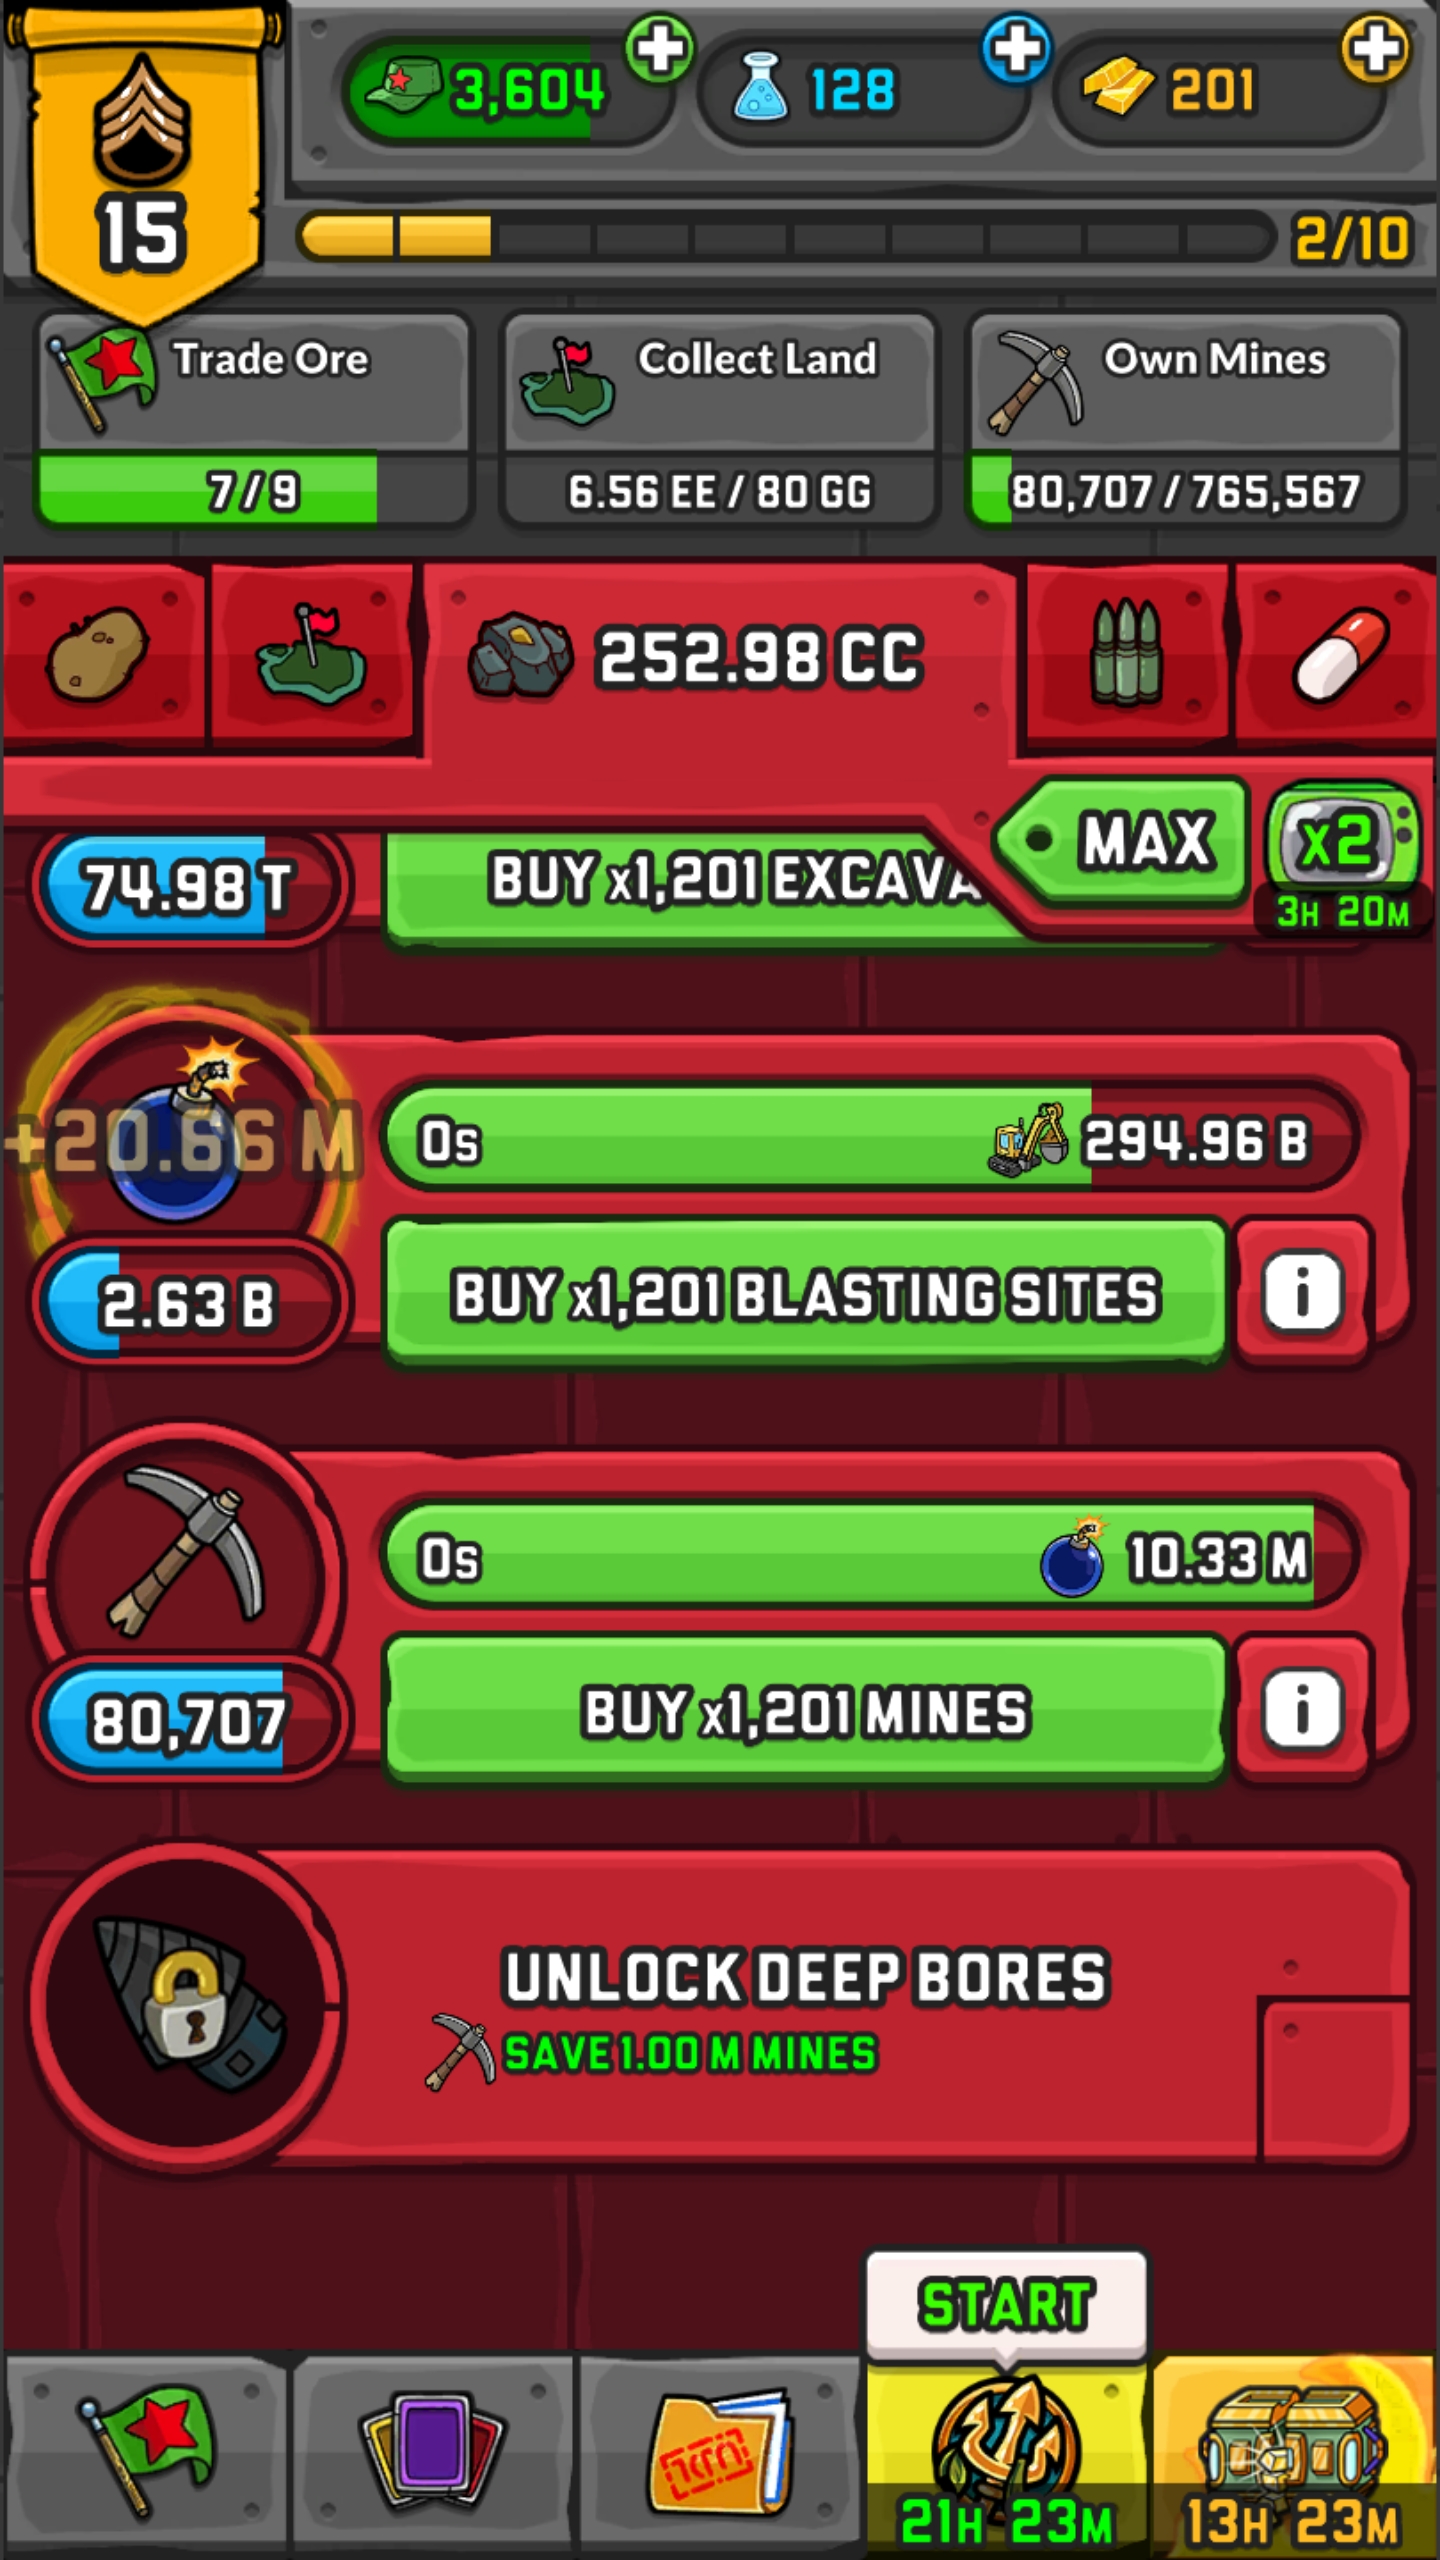 3,604
128
201
15
2/10
Trade Ore
Collect Land
Own Mines
7/9
6.56 EE / 80 GG
80,707 / 765,567
252.98 CC
MAX
x2
3H 20M
74.98 T
BUY x1,201 EXCAVA
+20.66 M
0s
294.96 B
2.63 B
BUY x1,201 BLASTING SITES
i
0s
10.33 M
80,707
BUY x1,201 MINES
i
UNLOCK DEEP BORES
SAVE 1.00 M MINES
START
21H 23M
13H 23M